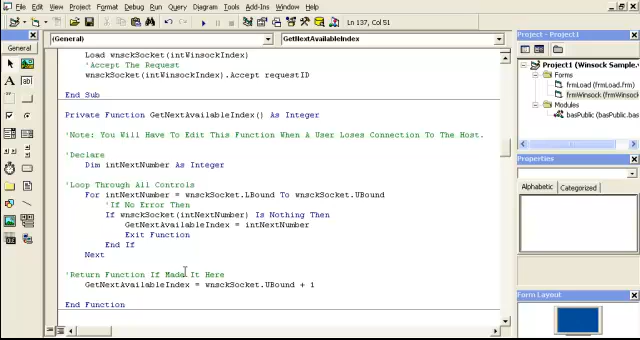 File Edit View Project Format Debug Run Query Diagram Tools Add-Ins Window Help
Ln 137, Col 51
General
(General)
GetNextAvailableIndex
Load wnsckSocket(intWinsockIndex)
'Accept The Request
wnsckSocket(intWinsockIndex).Accept requestID
End Sub
Private Function GetNextAvailableIndex() As Integer
'Note: You Will Have To Edit This Function When A User Loses Connection To The Host.
'Declare
Dim intNextNumber As Integer
'Loop Through All Controls
For intNextNumber = wnsckSocket.LBound To wnsckSocket.UBound
'If No Error Then
If wnsckSocket(intNextNumber) Is Nothing Then
GetNextAvailableIndex = intNextNumber
Exit Function
End If
Next
'Return Function If Made It Here
GetNextAvailableIndex = wnsckSocket.UBound + 1
End Function
Project - Project1
Project1 (Winsock Sample.
Forms
frmLoad (frmLoad.frm)
frmWinsock (frmWinsock
Modules
basPublic (basPublic.bas)
Properties
Alphabetic Categorized
Form Layout